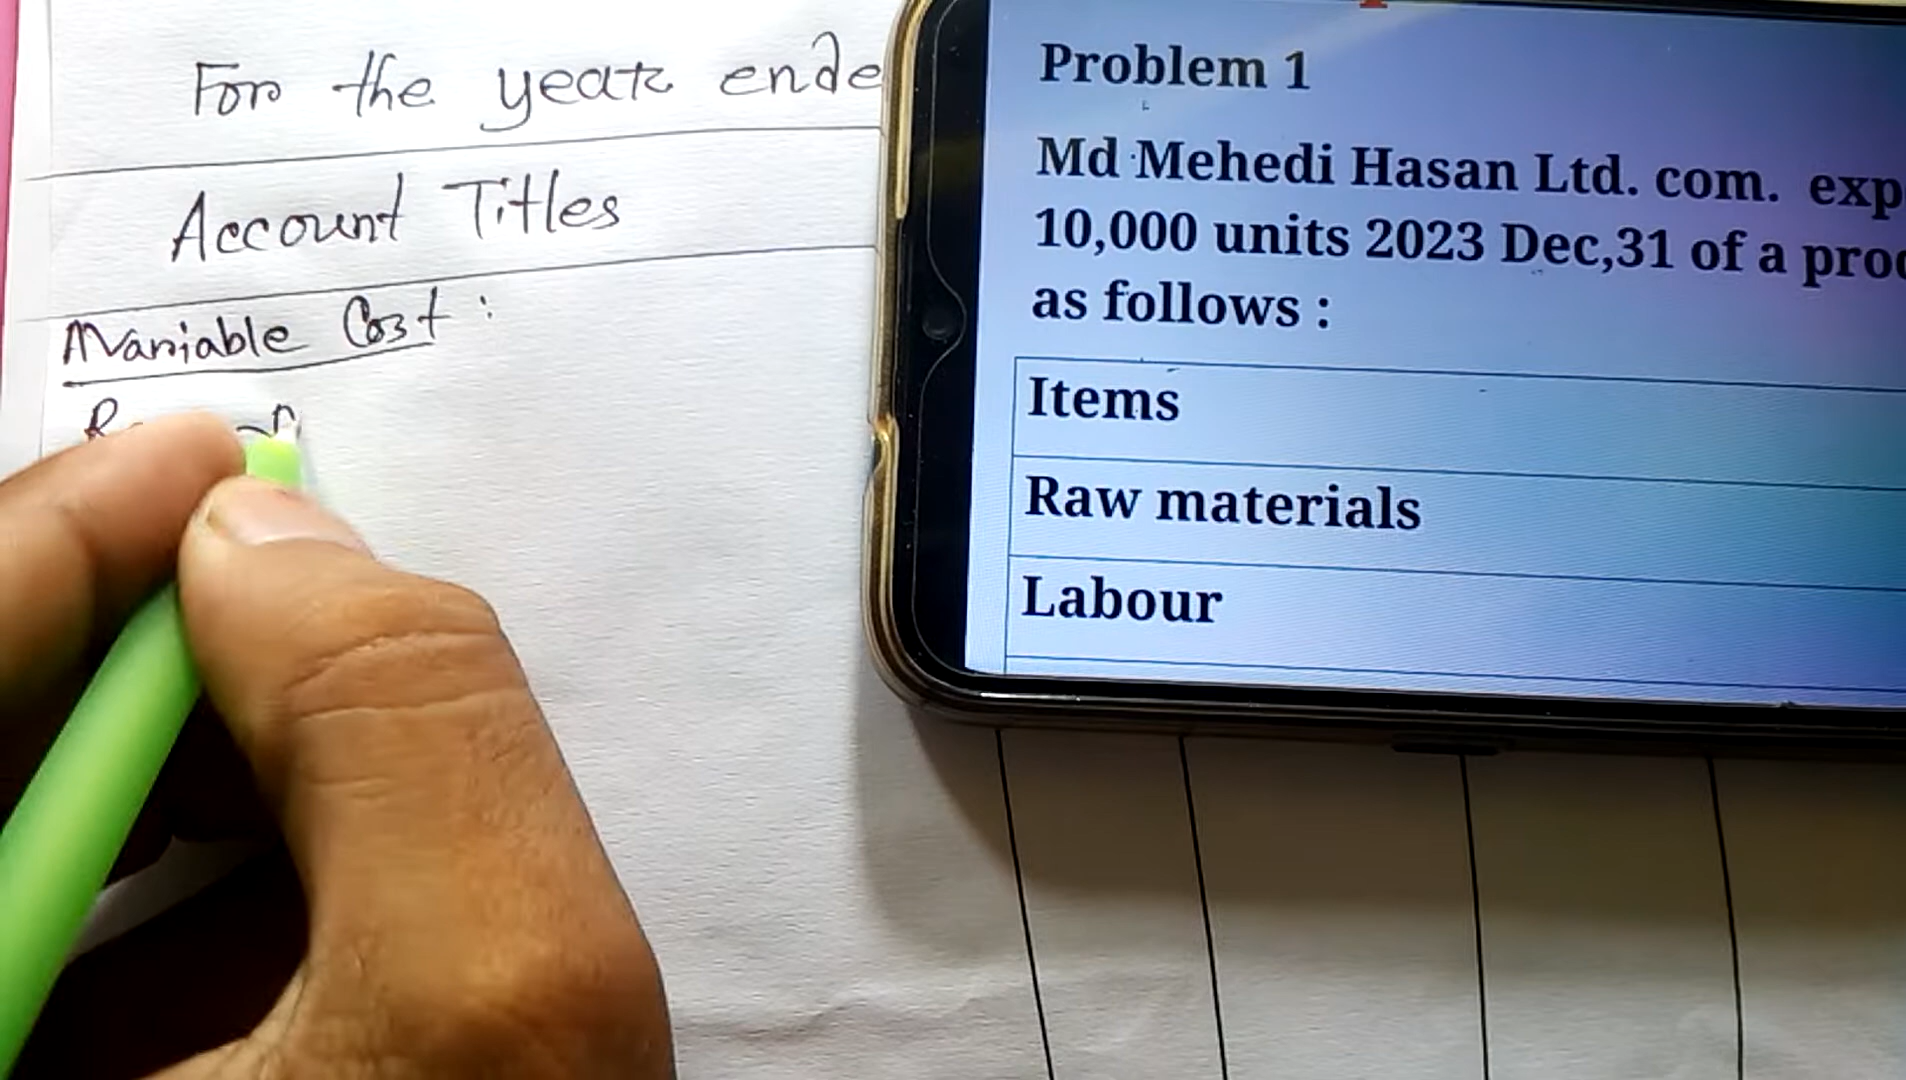 For the year ende
Account Titles
Variable Cost :
Problem 1
Md Mehedi Hasan Ltd. com. exp
10,000 units 2023 Dec,31 of a proc
as follows :
Items
Raw materials
Labour